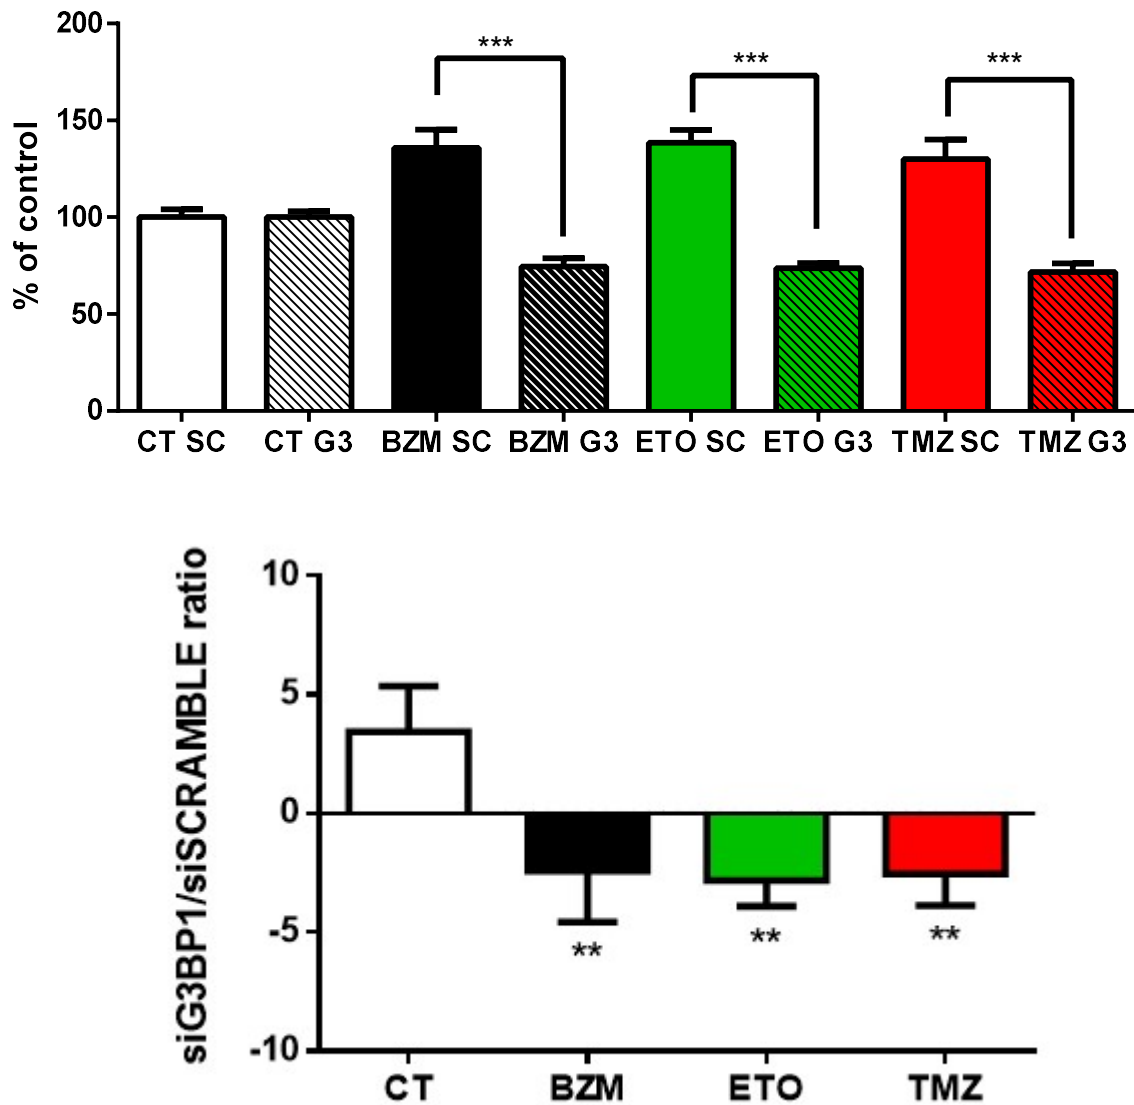 200
***
***
***
150
% of control
100
50
0
CT SC CT G3 BZM SC BZM G3 ETO SC ETO G3 TMZ SC TMZ G3
10
siG3BP1/siSCRAMBLE ratio
5
0
-5
** ** **
-10
CT BZM ETO TMZ